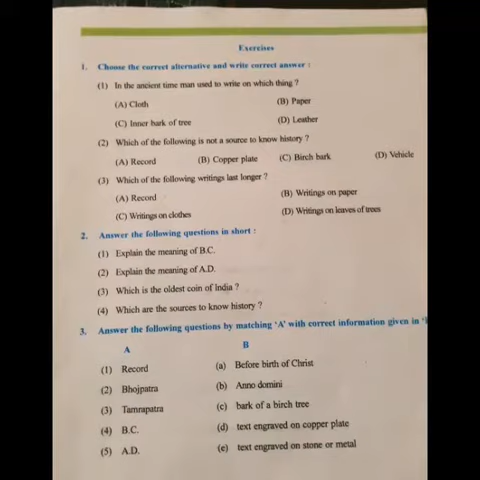 Exercises
1. Choose the correct alternative and write correct answer :
(1) In the ancient time man used to write on which thing ?
(A) Cloth (B) Paper
(C) Inner bark of tree (D) Leather
(2) Which of the following is not a source to know history ?
(A) Record (B) Copper plate (C) Birch bark (D) Vehicle
(3) Which of the following writings last longer ?
(A) Record (B) Writings on paper
(C) Writings on clothes (D) Writings on leaves of trees
2. Answer the following questions in short :
(1) Explain the meaning of B.C.
(2) Explain the meaning of A.D.
(3) Which is the oldest coin of India ?
(4) Which are the sources to know history ?
3. Answer the following questions by matching 'A' with correct information given in
A B
(1) Record (a) Before birth of Christ
(2) Bhojpatra (b) Anno domini
(3) Tamrapatra (c) bark of a birch tree
(4) B.C. (d) text engraved on copper plate
(5) A.D. (e) text engraved on stone or metal